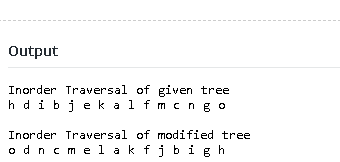 Output
Inorder Traversal of given tree
h d i b j e k a l f m c n g o
Inorder Traversal of modified tree
o d n c m e l a k f j b i g h